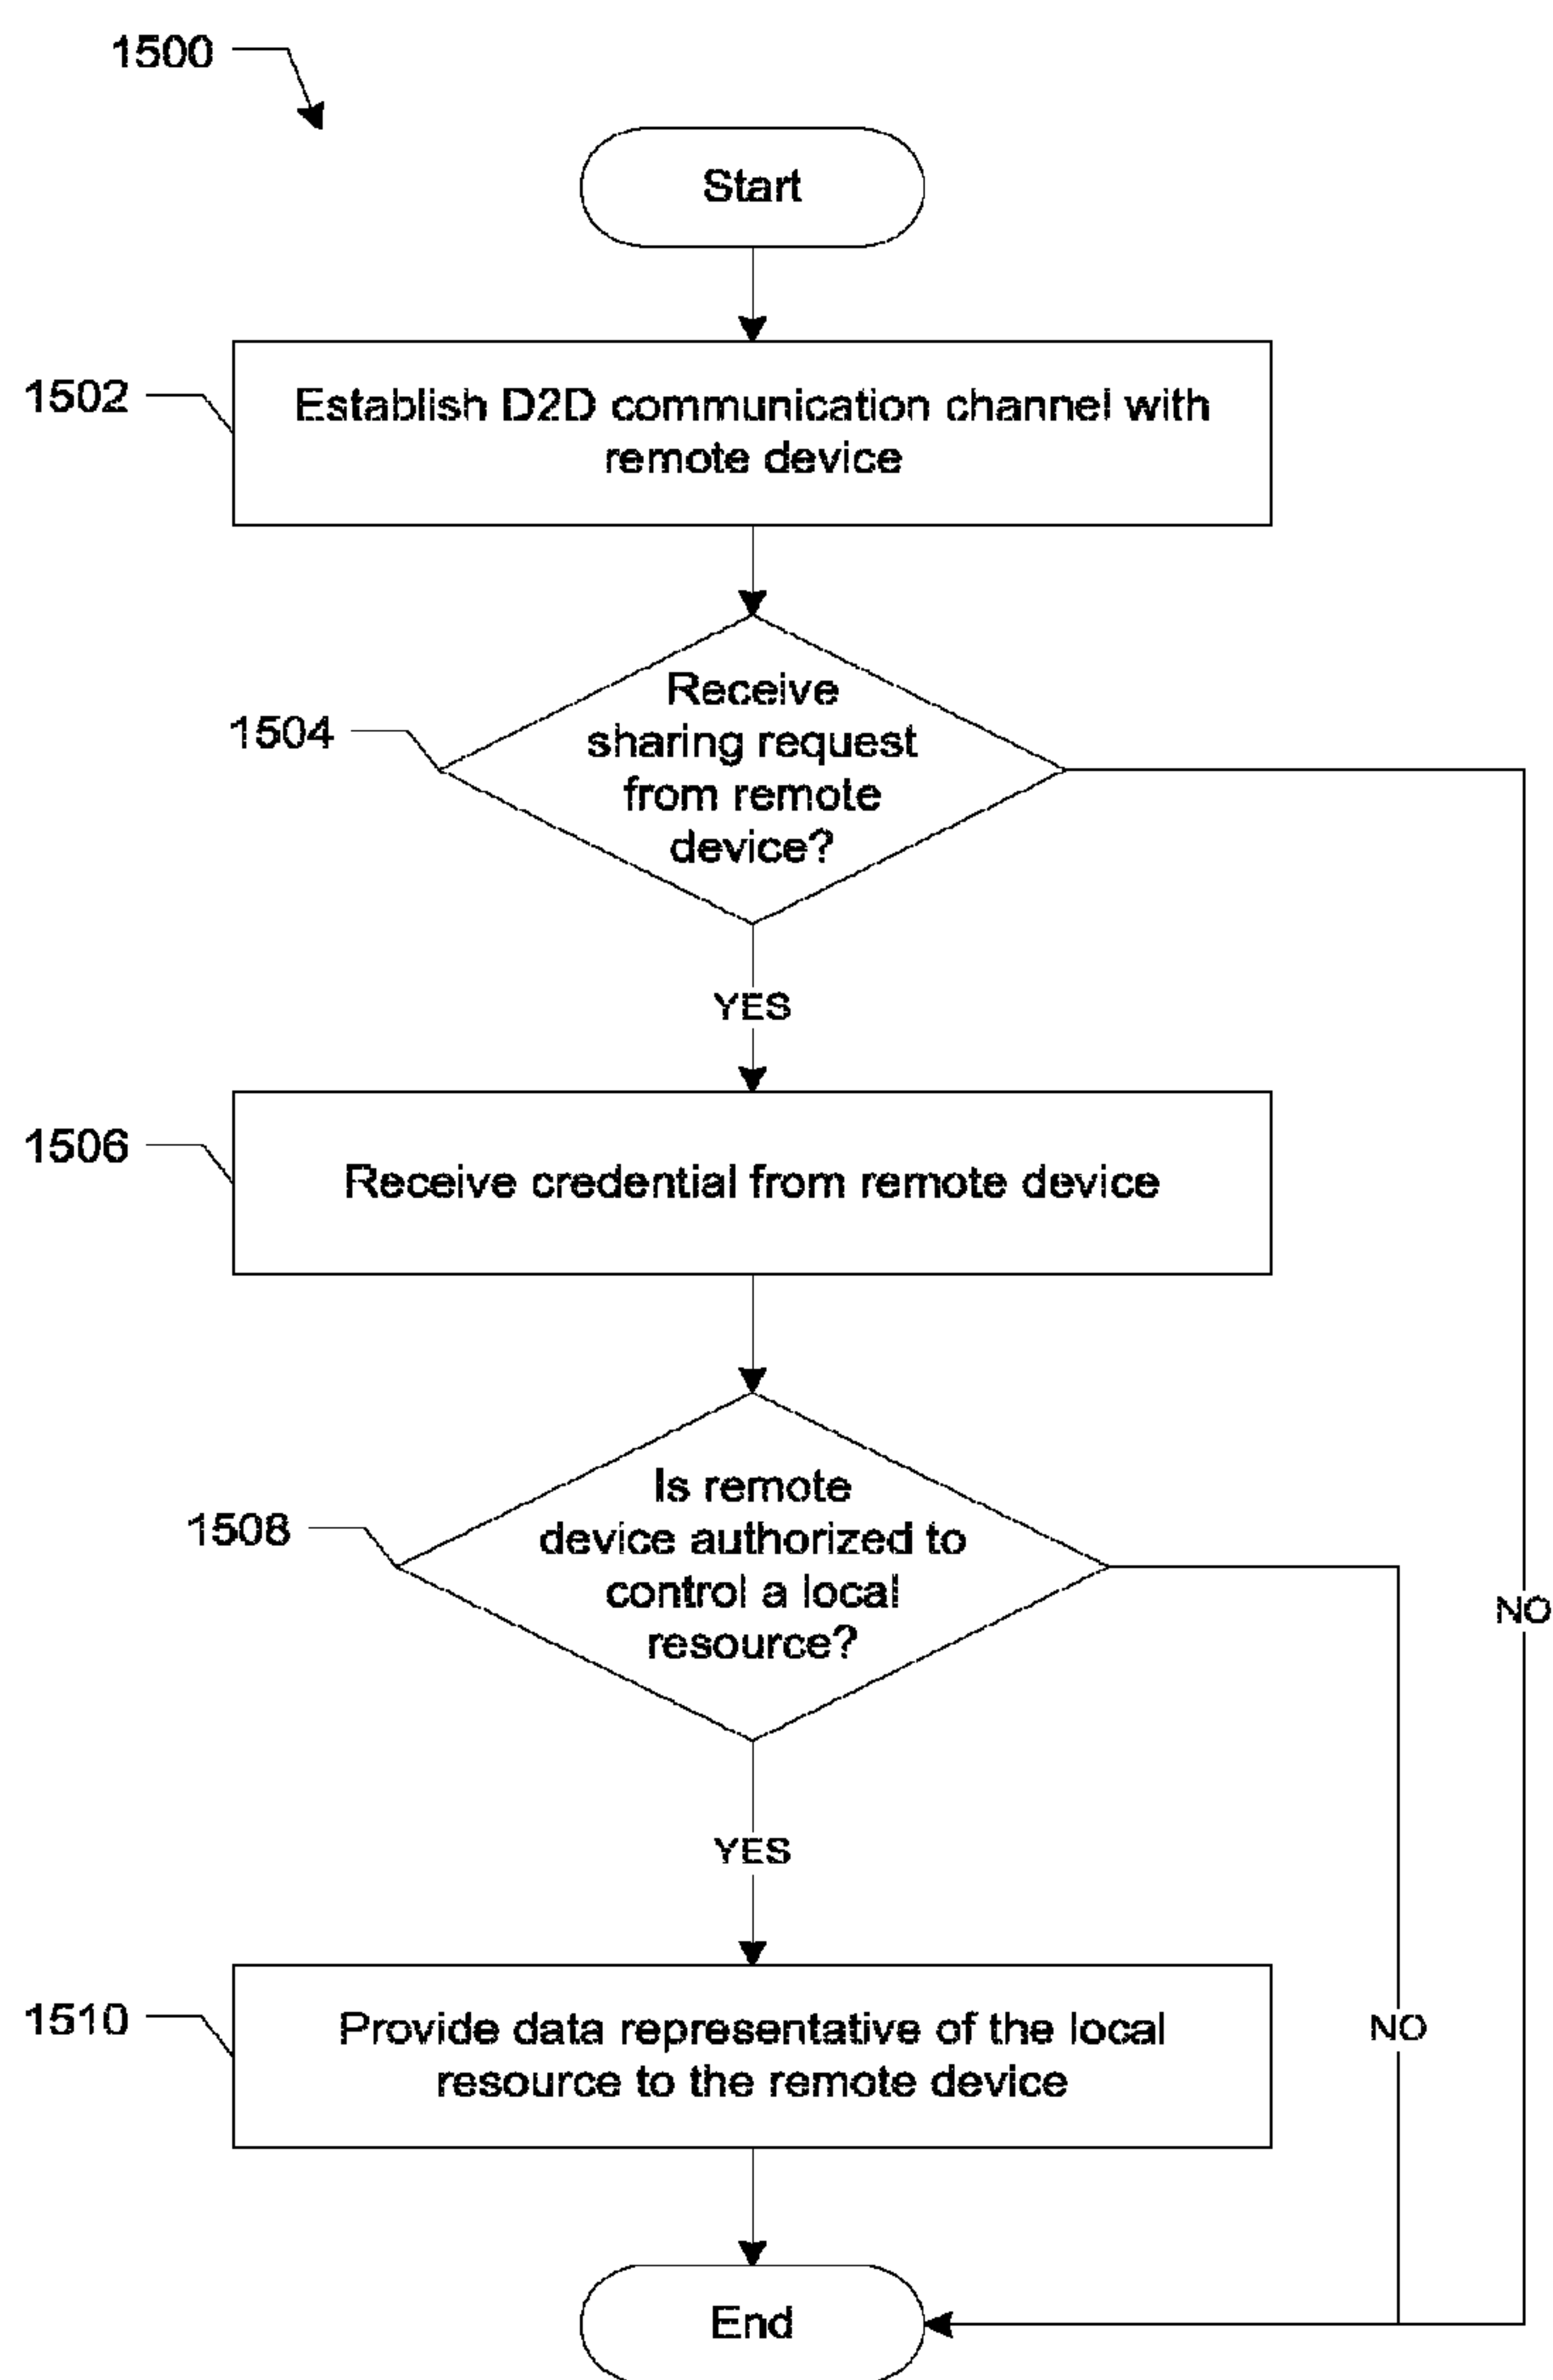 1500
Start
1502
Establish D2D communication channel with
remote device
1504
Receive
sharing request
from remote
device?
YES
1506
Receive credential from remote device
1508
Is remote
device authorized to
control a local
resource?
NO
YES
1510
Provide data representative of the local
resource to the remote device
NO
End